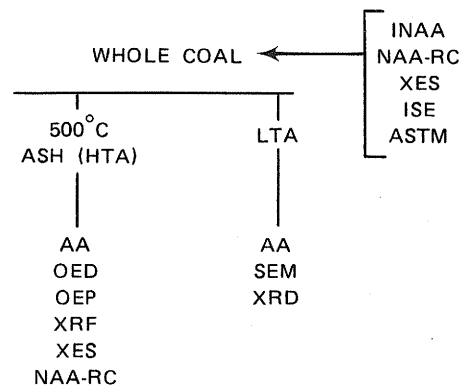 WHOLE COAL
INAA
NAA-RC
XES
ISE
ASTM
500°C
ASH (HTA)
AA
OED
OEP
XRF
XES
NAA-RC
LTA
AA
SEM
XRD